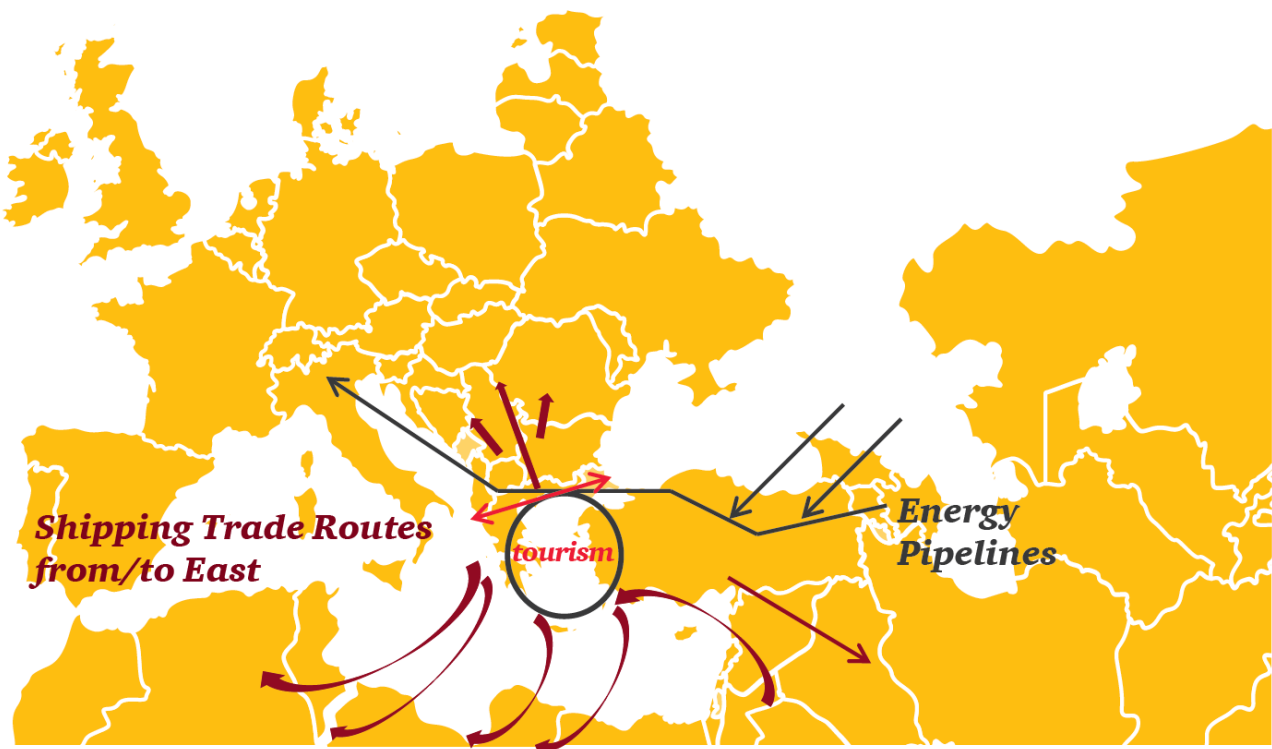 Shipping Trade Routes
from/to East
tourism
Energy
Pipelines